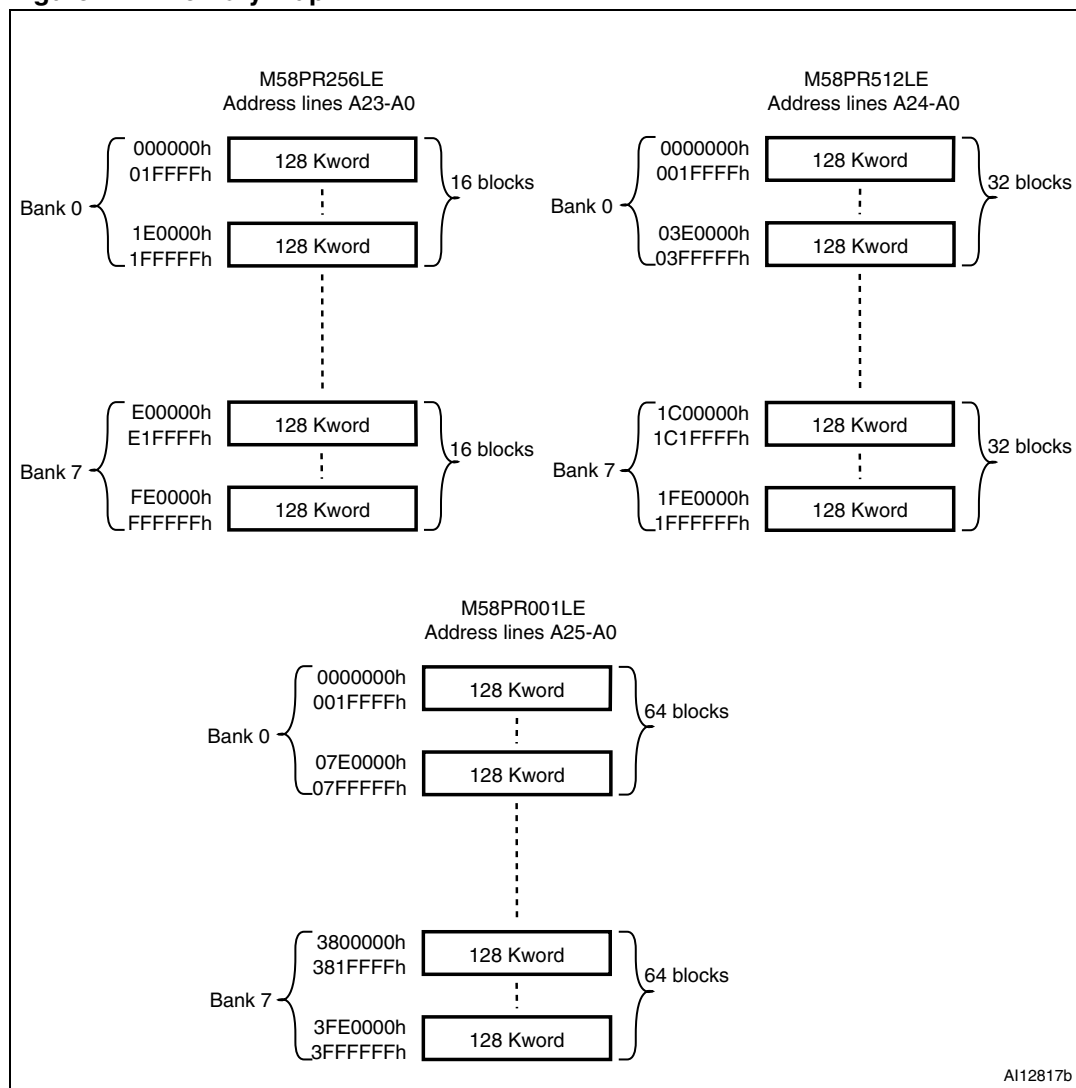 M58PR256LE
Address lines A23-A0
000000h
01FFFFh
128 Kword
Bank 0
16 blocks
1E0000h
1FFFFFh
128 Kword
E00000h
E1FFFFh
128 Kword
Bank 7
16 blocks
FE0000h
FFFFFFh
128 Kword
M58PR512LE
Address lines A24-A0
0000000h
001FFFFh
128 Kword
Bank 0
32 blocks
03E0000h
03FFFFFh
128 Kword
1C00000h
1C1FFFFh
128 Kword
Bank 7
32 blocks
1FE0000h
1FFFFFFh
128 Kword
M58PR001LE
Address lines A25-A0
0000000h
001FFFFh
128 Kword
Bank 0
64 blocks
07E0000h
07FFFFFh
128 Kword
3800000h
381FFFFh
128 Kword
Bank 7
64 blocks
3FE0000h
3FFFFFFh
128 Kword
AI12817b